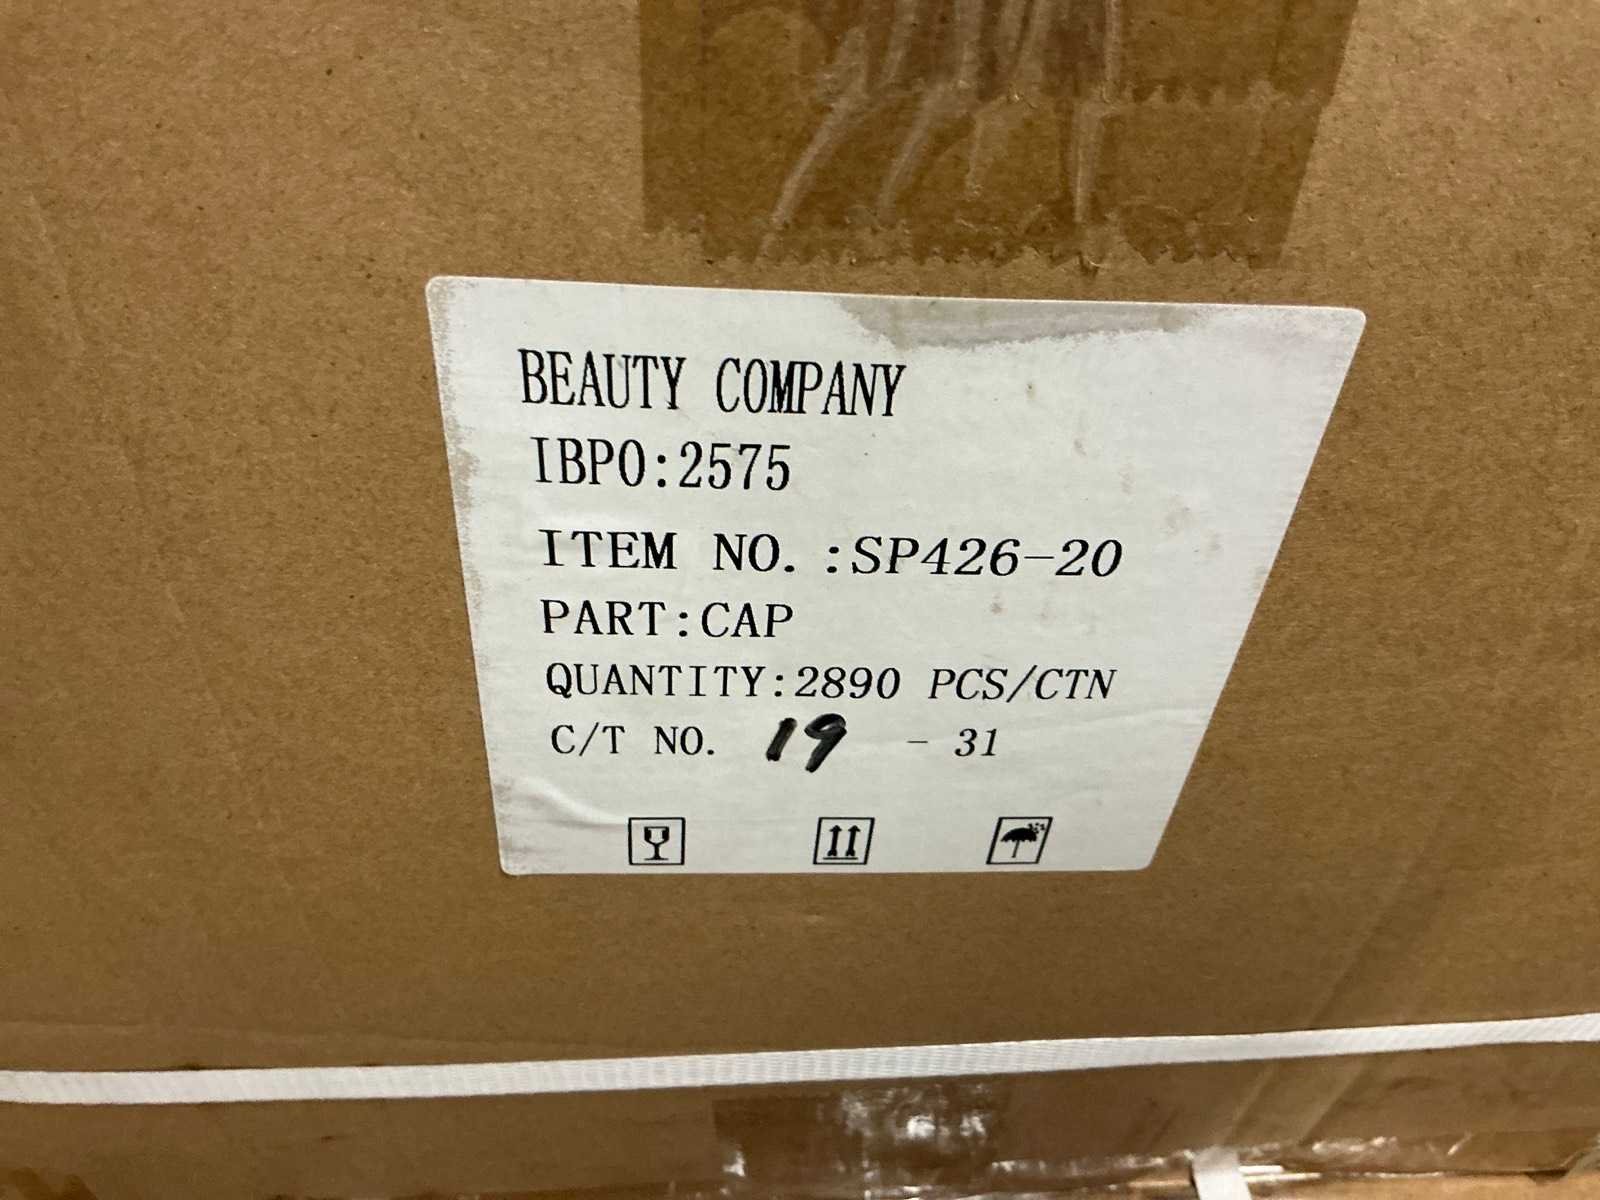 BEAUTY COMPANY
IBPO:2575
ITEM NO. :SP426-20
PART:CAP
QUANTITY:2890 PCS/CTN
C/T NO. 19 - 31